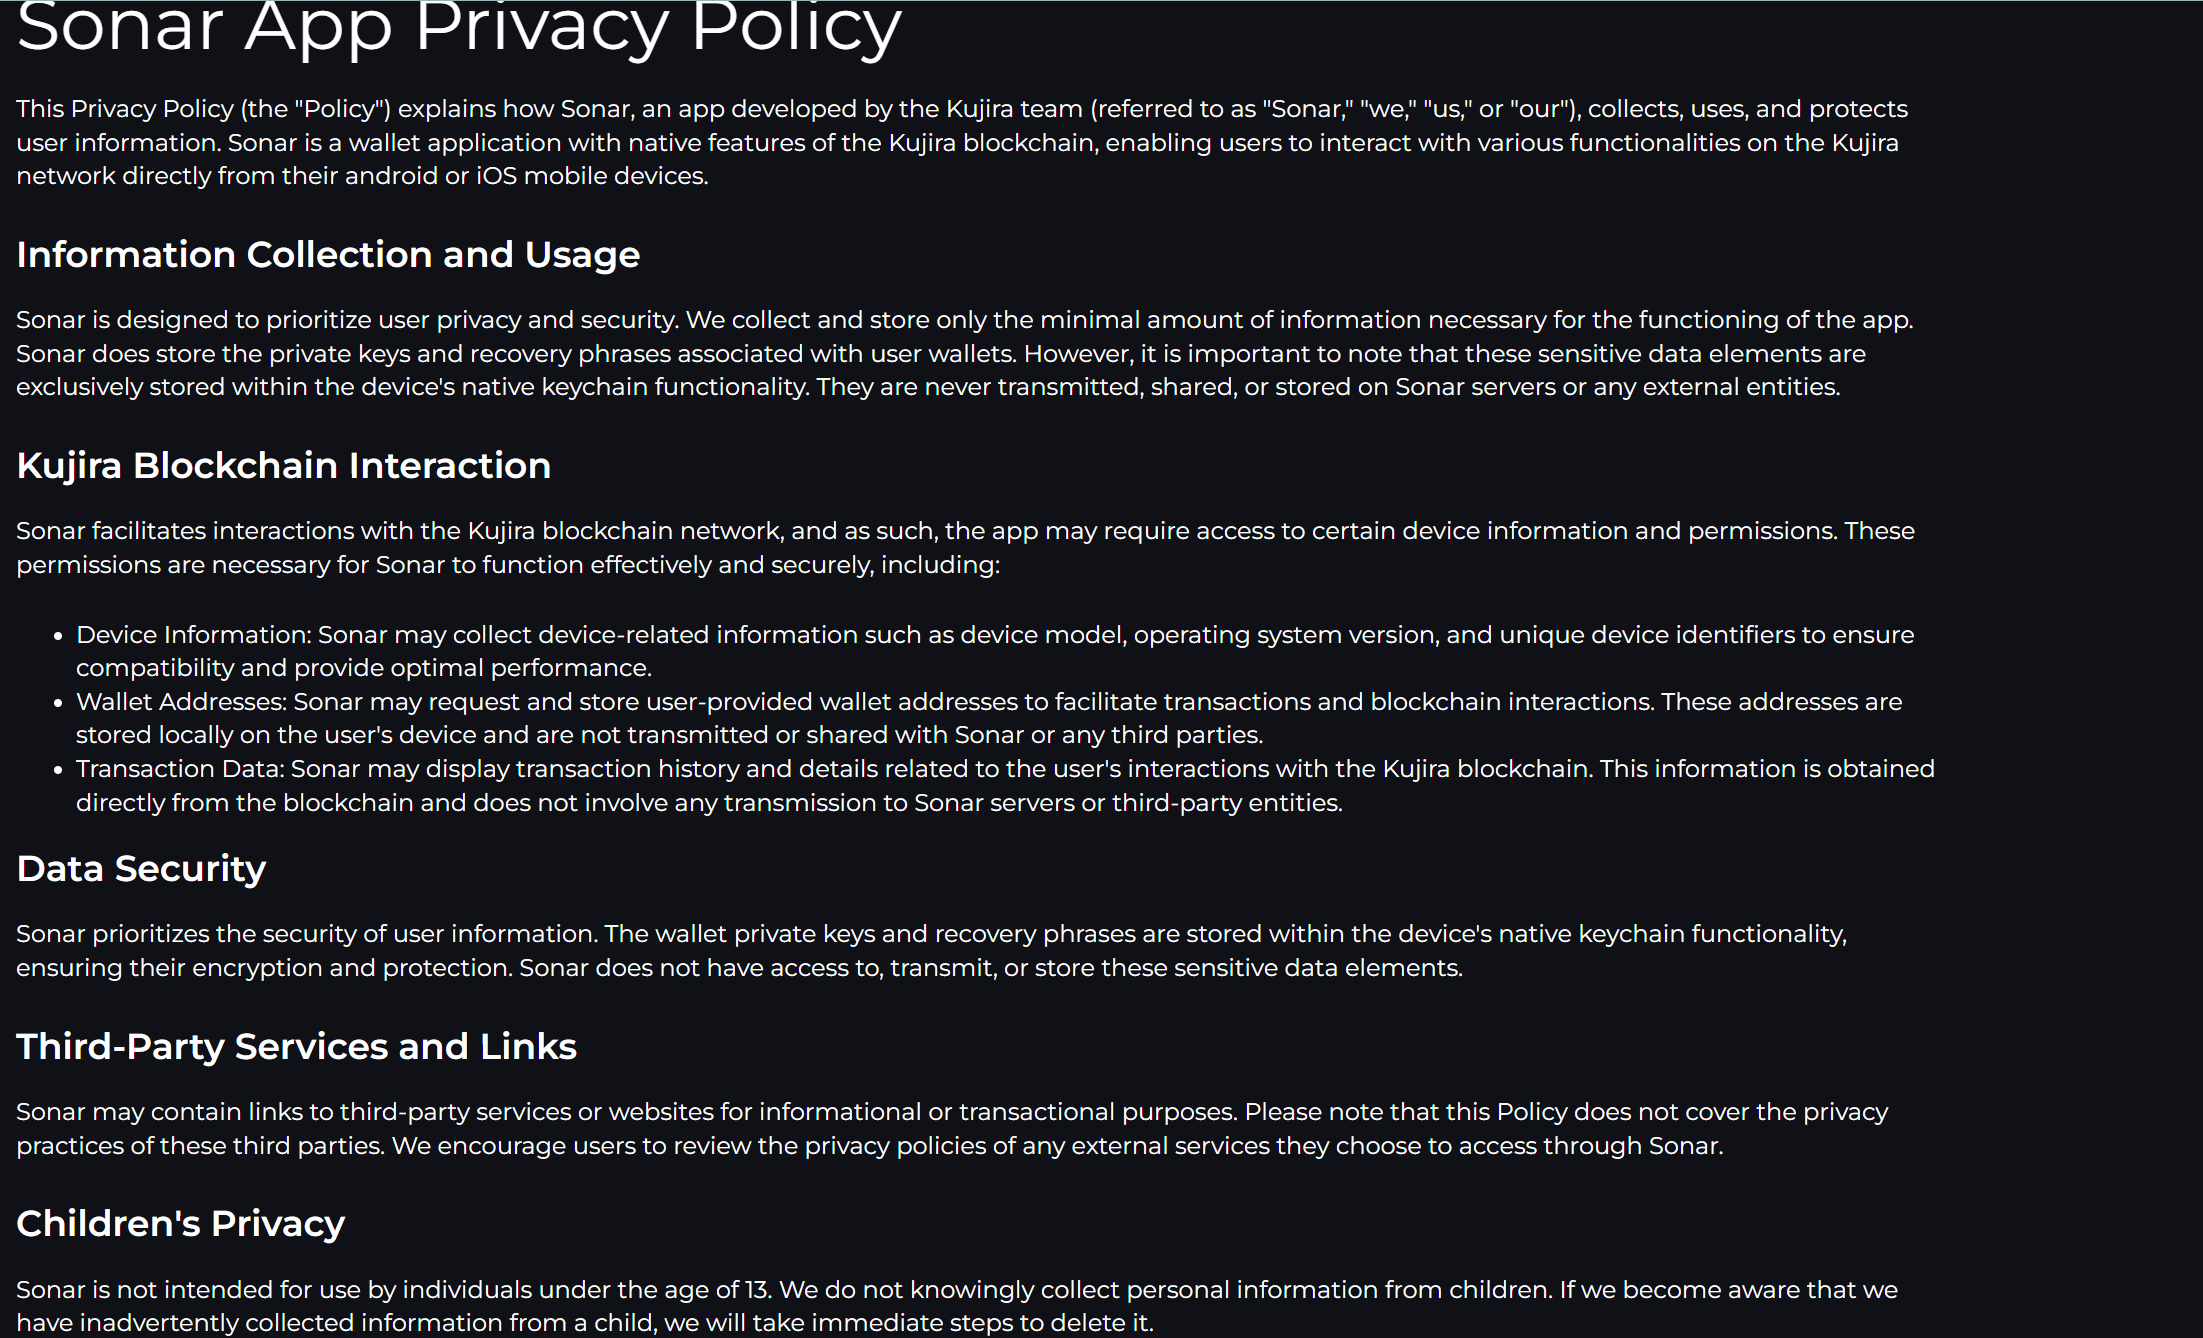 Sonar App Privacy Policy
This Privacy Policy (the "Policy") explains how Sonar, an app developed by the Kujira team (referred to as "Sonar," "we," "us," or "our"), collects, uses, and protects
user information. Sonar is a wallet application with native features of the Kujira blockchain, enabling users to interact with various functionalities on the Kujira
network directly from their android or iOS mobile devices.
Information Collection and Usage
Sonar is designed to prioritize user privacy and security. We collect and store only the minimal amount of information necessary for the functioning of the app.
Sonar does store the private keys and recovery phrases associated with user wallets. However, it is important to note that these sensitive data elements are
exclusively stored within the device's native keychain functionality. They are never transmitted, shared, or stored on Sonar servers or any external entities.
Kujira Blockchain Interaction
Sonar facilitates interactions with the Kujira blockchain network, and as such, the app may require access to certain device information and permissions. These
permissions are necessary for Sonar to function effectively and securely, including:
• Device Information: Sonar may collect device-related information such as device model, operating system version, and unique device identifiers to ensure
compatibility and provide optimal performance.
• Wallet Addresses: Sonar may request and store user-provided wallet addresses to facilitate transactions and blockchain interactions. These addresses are
stored locally on the user's device and are not transmitted or shared with Sonar or any third parties.
• Transaction Data: Sonar may display transaction history and details related to the user's interactions with the Kujira blockchain. This information is obtained
directly from the blockchain and does not involve any transmission to Sonar servers or third-party entities.
Data Security
Sonar prioritizes the security of user information. The wallet private keys and recovery phrases are stored within the device's native keychain functionality,
ensuring their encryption and protection. Sonar does not have access to, transmit, or store these sensitive data elements.
Third-Party Services and Links
Sonar may contain links to third-party services or websites for informational or transactional purposes. Please note that this Policy does not cover the privacy
practices of these third parties. We encourage users to review the privacy policies of any external services they choose to access through Sonar.
Children's Privacy
Sonar is not intended for use by individuals under the age of 13. We do not knowingly collect personal information from children. If we become aware that we
have inadvertently collected information from a child, we will take immediate steps to delete it.